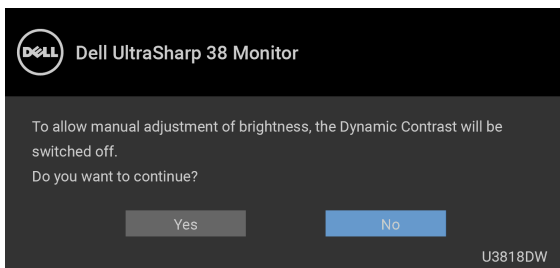 DELL
Dell UltraSharp 38 Monitor
To allow manual adjustment of brightness, the Dynamic Contrast will be
switched off.
Do you want to continue?
Yes No
U3818DW